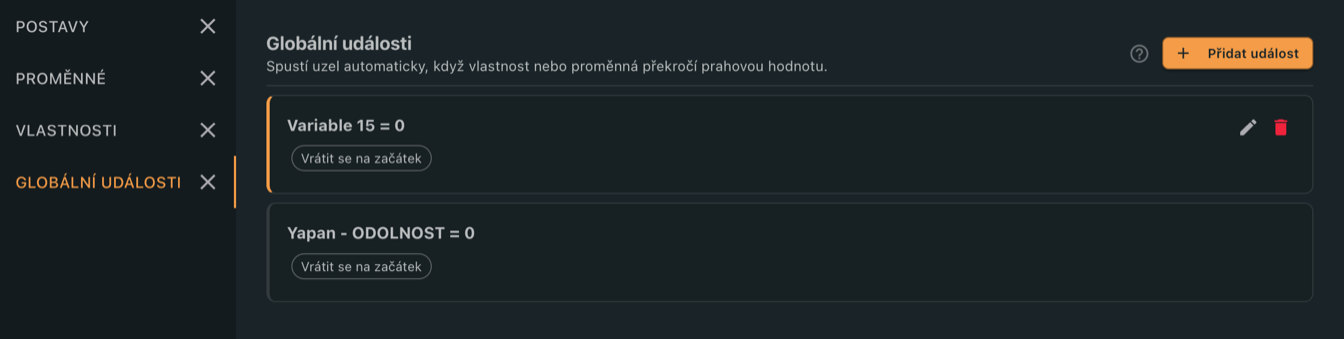 POSTAVY
PROMĚNNÉ
VLASTNOSTI
GLOBÁLNÍ UDÁLOSTI
Globální události
Spustí uzel automaticky, když vlastnost nebo proměnná překročí prahovou hodnotu.
Přidat událost
Variable 15 = 0
Vrátit se na začátek
Yapan - ODOLNOST = 0
Vrátit se na začátek